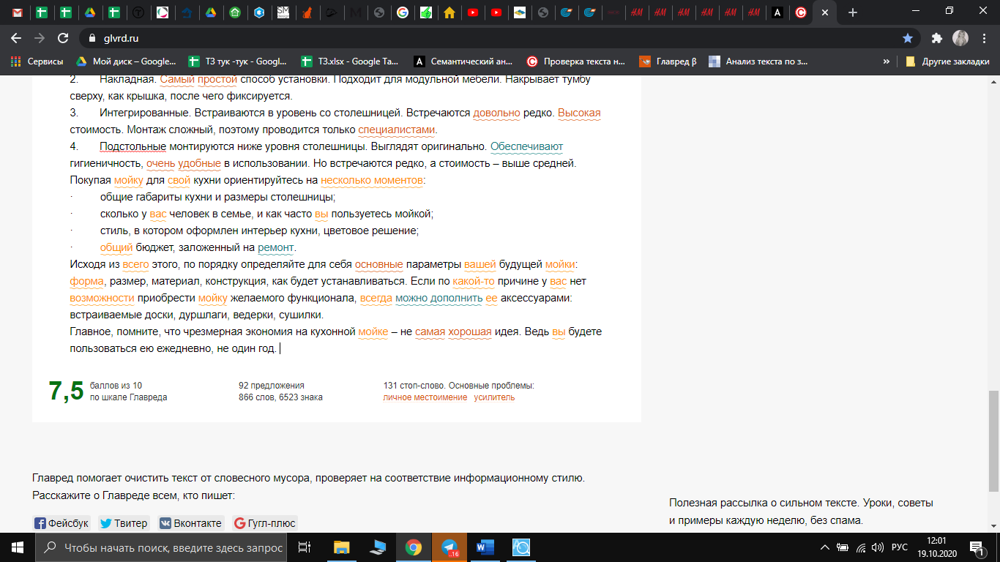 glvrd.ru
Сервисы Мой диск – Google... ТЗ тук -тук - Googl... ТЗ.xlsx - Google Та... Семантический ан... Проверка текста н... Главред β Анализ текста по з... » Другие закладки
2. Накладная. Самый простой способ установки. Подходит для модульной мебели. Накрывает тумбу
сверху, как крышка, после чего фиксируется.
3. Интегрированные. Встраиваются в уровень со столешницей. Встречаются довольно редко. Высокая
стоимость. Монтаж сложный, поэтому проводится только специалистами.
4. Подстольные монтируются ниже уровня столешницы. Выглядят оригинально. Обеспечивают
гигиеничность, очень удобные в использовании. Но встречаются редко, а стоимость – выше средней.
Покупая мойку для свой кухни ориентируйтесь на несколько моментов:
· общие габариты кухни и размеры столешницы;
· сколько у вас человек в семье, и как часто вы пользуетесь мойкой;
· стиль, в котором оформлен интерьер кухни, цветовое решение;
· общий бюджет, заложенный на ремонт.
Исходя из всего этого, по порядку определяйте для себя основные параметры вашей будущей мойки:
форма, размер, материал, конструкция, как будет устанавливаться. Если по какой-то причине у вас нет
возможности приобрести мойку желаемого функционала, всегда можно дополнить ее аксессуарами:
встраиваемые доски, дуршлаги, ведерки, сушилки.
Главное, помните, что чрезмерная экономия на кухонной мойке – не самая хорошая идея. Ведь вы будете
пользоваться ею ежедневно, не один год.
7,5 баллов из 10 92 предложения 131 стоп-слово. Основные проблемы:
по шкале Главреда 866 слов, 6523 знака личное местоимение усилитель
Главред помогает очистить текст от словесного мусора, проверяет на соответствие информационному стилю.
Расскажите о Главреде всем, кто пишет:
Полезная рассылка о сильном тексте. Уроки, советы
и примеры каждую неделю, без спама.
Фейсбук Твитер Вконтакте Гугл-плюс
Чтобы начать поиск, введите здесь запрос
..16
РУС
12:01
19.10.2020
1